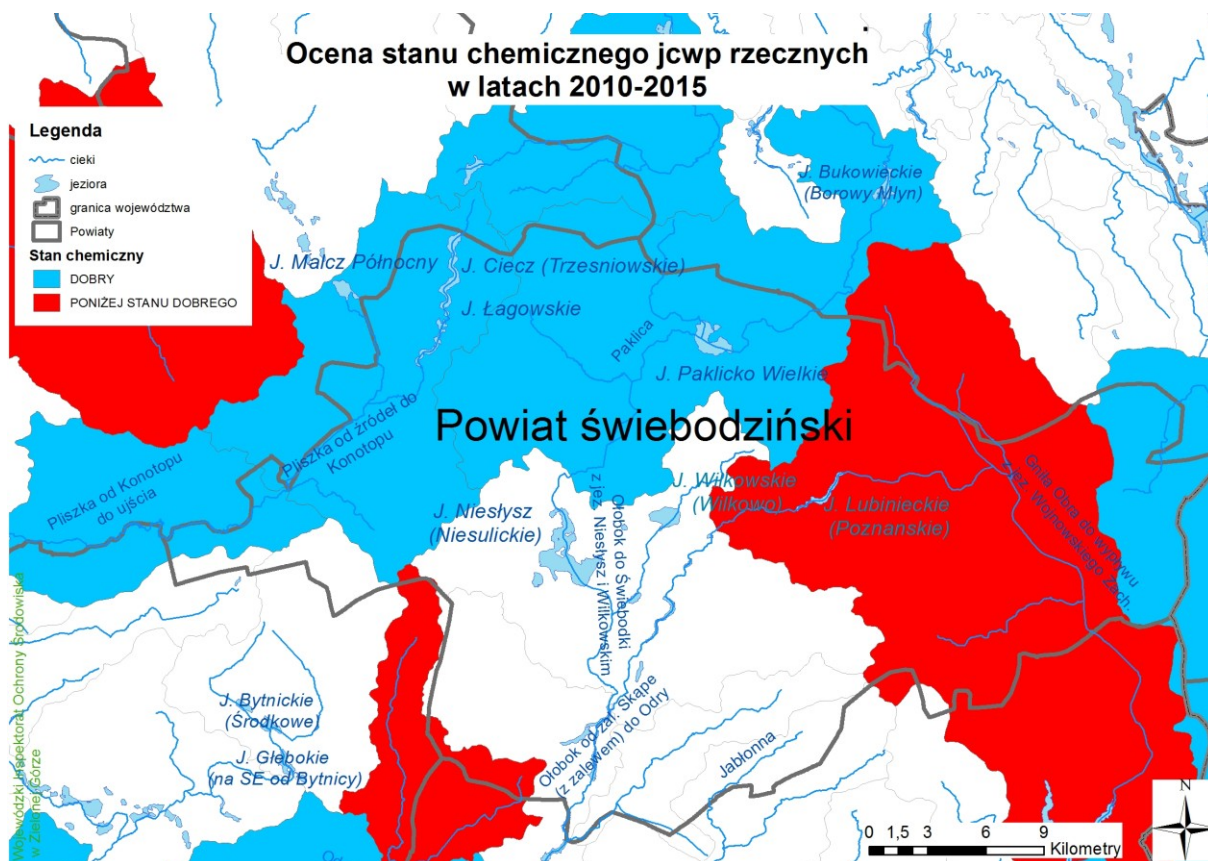 Ocena stanu chemicznego jcwp rzecznych
w latach 2010-2015
Legenda
cieki
jeziora
granica województwa
Powiaty
Stan chemiczny
DOBRY
PONIŻEJ STANU DOBREGO
J. Bukowieckie
(Borowy Młyn)
J. Malcz Północny
J. Ciecz (Trzesniowskie)
J. Łagowskie
Paklica
J. Paklicko Wielkie
Powiat świebodziński
Pliszka od źródeł do
Konotopu
Pliszka od Konotopu
do ujścia
J. Niesłysz
(Niesulickie)
Ołobok do Świebodki
z jez. Niesłysz i Wilkowskim
J. Wilkowskie
(Wilkowo)
J. Lubinieckie
(Poznanskie)
Gniła Obra do wypływu
z jez. Wojnowskiego Zach.
J. Bytnickie
(Środkowe)
J. Głębokie
(na SE od Bytnicy)
Ołobok od zal. Skąpe
(z zalewem) do Odry
Jabłonna
Wojewódzki Inspektorat Ochrony Środowiska
w Zielonej Górze
N
0 1,5 3 6 9
Kilometry